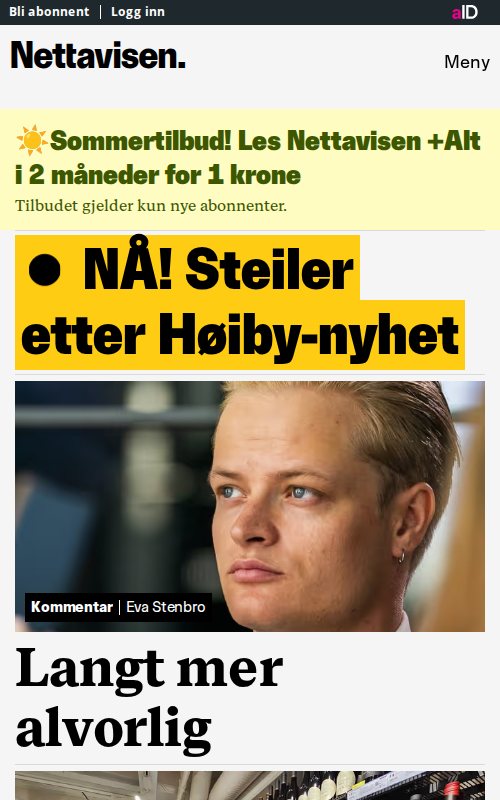 Bli abonnent | Logg inn
aID
Nettavisen.
Meny
☀️Sommertilbud! Les Nettavisen +Alt
i 2 måneder for 1 krone
Tilbudet gjelder kun nye abonnenter.
● NÅ! Steiler
etter Høiby-nyhet
Kommentar | Eva Stenbro
Langt mer
alvorlig